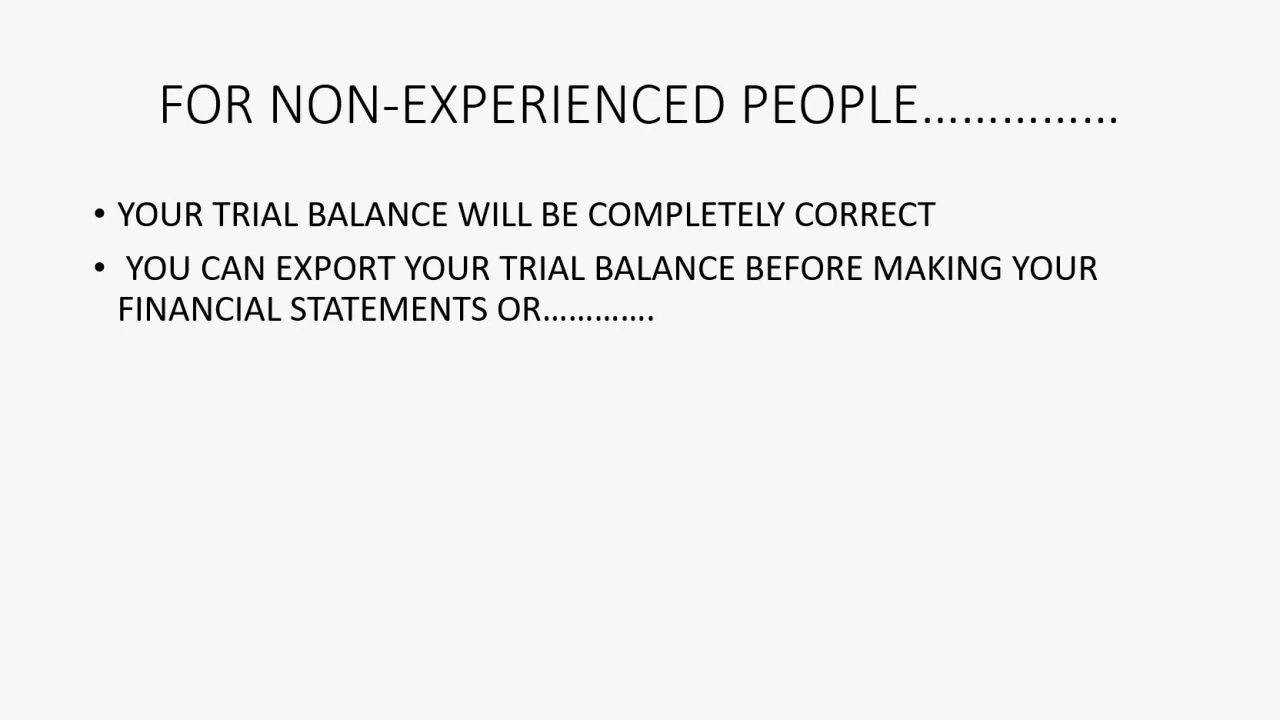 FOR NON-EXPERIENCED PEOPLE……………
• YOUR TRIAL BALANCE WILL BE COMPLETELY CORRECT
• YOU CAN EXPORT YOUR TRIAL BALANCE BEFORE MAKING YOUR
FINANCIAL STATEMENTS OR………….